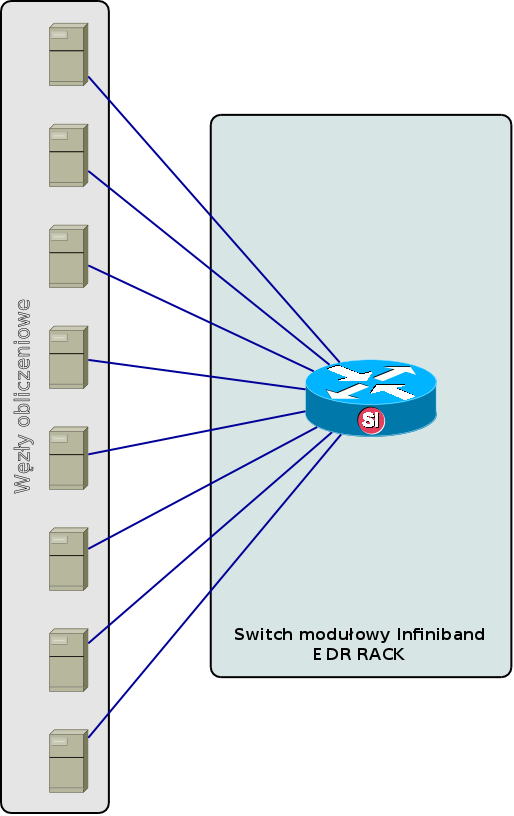 Węzły obliczeniowe
Si
Switch modułowy Infiniband
EDR RACK